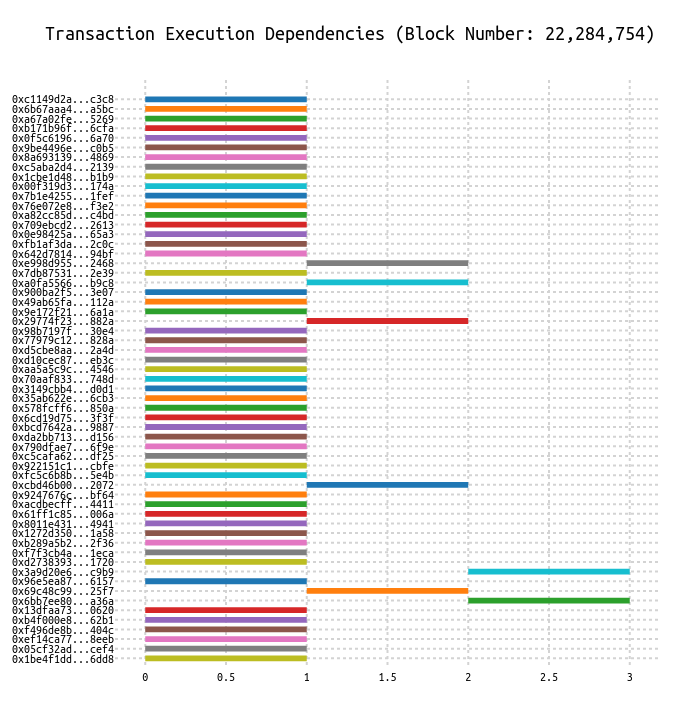 Transaction Execution Dependencies (Block Number: 22,284,754)
0xc1149d2a...c3c8
0x6b67aaa4...a5bc
0xa67a02fe...5269
0xb171b96f...6cfa
0x0f5c6196...6a70
0x9be4496e...c0b5
0x8a693139...4869
0xc5aba2d4...2139
0x1cbe1d48...b1b9
0x00f319d3...174a
0x7b1e4255...1fef
0x76e072e8...f3e2
0xa82cc85d...c4bd
0x709ebcd2...2613
0x0e98425a...65a3
0xfb1af3da...2c0c
0x642d7814...94bf
0xe998d955...2468
0x7db87531...2e39
0xa0fa5566...b9c8
0x900ba2f5...3e07
0x49ab65fa...112a
0x9e172f21...6a1a
0x29774f23...882a
0x98b7197f...30e4
0x77979c12...828a
0xd5cbe8aa...2a4d
0xd10cec87...eb3c
0xaa5a5c9c...4546
0x70aaf833...748d
0x3149cbb4...d0d1
0x35ab622e...6cb3
0x578fcff6...850a
0x6cd19d75...3f3f
0xbcd7642a...9887
0xda2bb713...d156
0x790dfae7...6f9e
0xc5cafa62...df25
0x922151c1...cbfe
0xfc5c6b8b...5e4b
0xcbd46b00...2072
0x9247676c...bf64
0xacdbecff...4411
0x61ff1c85...006a
0x8011e431...4941
0x1272d350...1a58
0xb289a5b2...2f36
0xf7f3cb4a...1eca
0xd2738393...1720
0x3a9d20e6...c9b9
0x96e5ea87...6157
0x69c48c99...25f7
0x6bb7ee80...a36a
0x13dfaa73...0620
0xb4f000e8...62b1
0xf496de8b...404c
0xef14ca77...8eeb
0x05cf32ad...cef4
0x1be4f1dd...6dd8
0 0.5 1 1.5 2 2.5 3